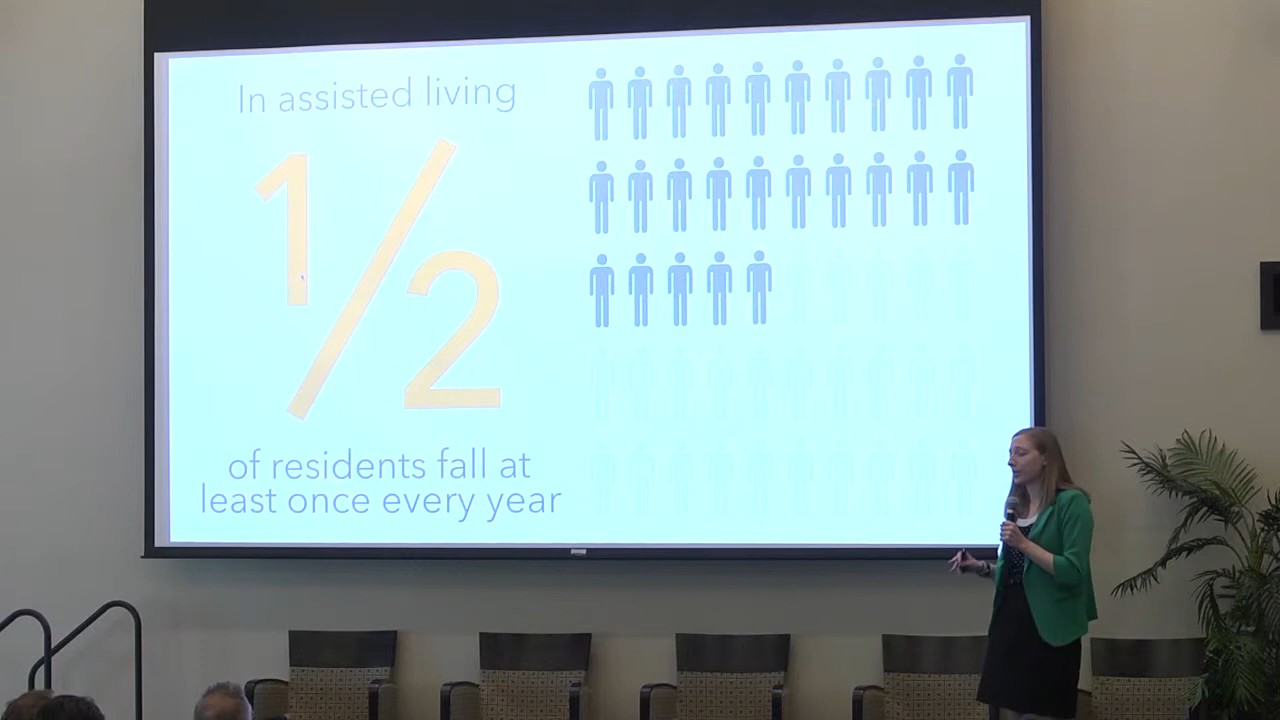 In assisted living
1/2
of residents fall at
least once every year